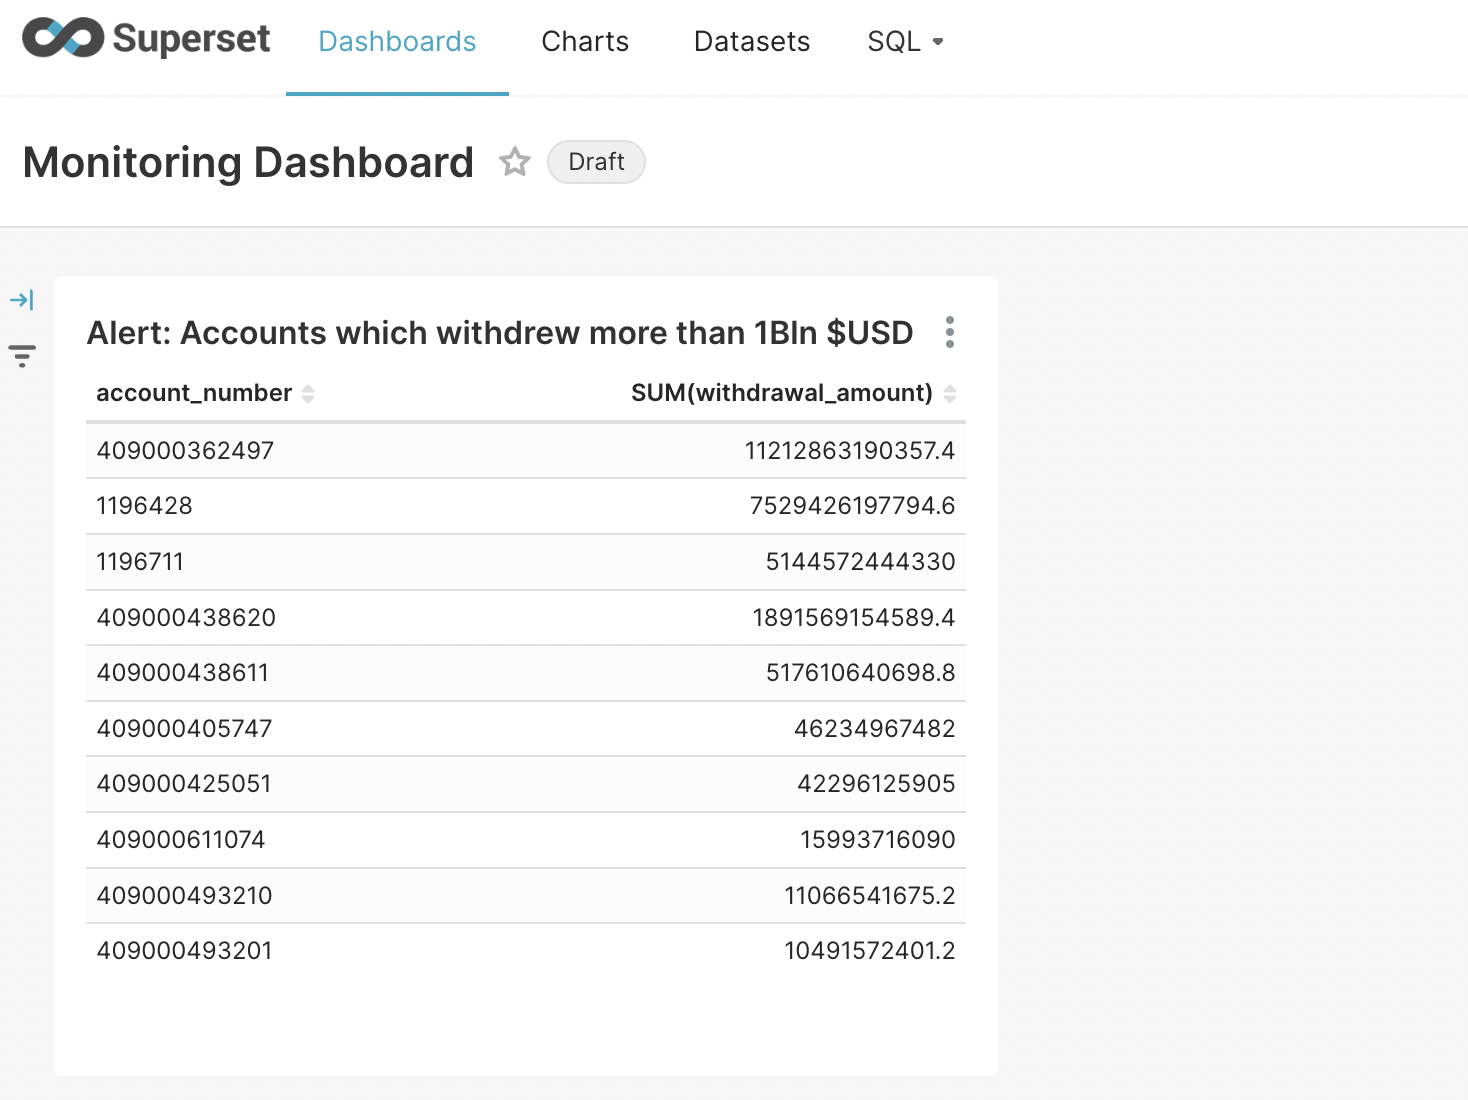 Superset Dashboards Charts Datasets SQL
Monitoring Dashboard Draft
Alert: Accounts which withdrew more than 1Bln $USD
account_number SUM(withdrawal_amount)
409000362497 11212863190357.4
1196428 7529426197794.6
1196711 5144572444330
409000438620 1891569154589.4
409000438611 517610640698.8
409000405747 46234967482
409000425051 42296125905
409000611074 15993716090
409000493210 11066541675.2
409000493201 10491572401.2